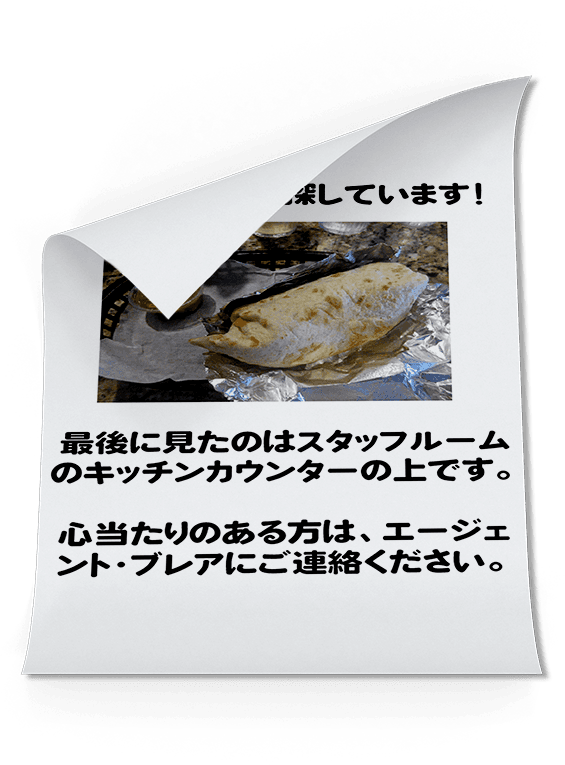 探しています！
最後に見たのはスタッフルーム
のキッチンカウンターの上です。
心当たりのある方は、エージェ
ント・ブレアにご連絡ください。